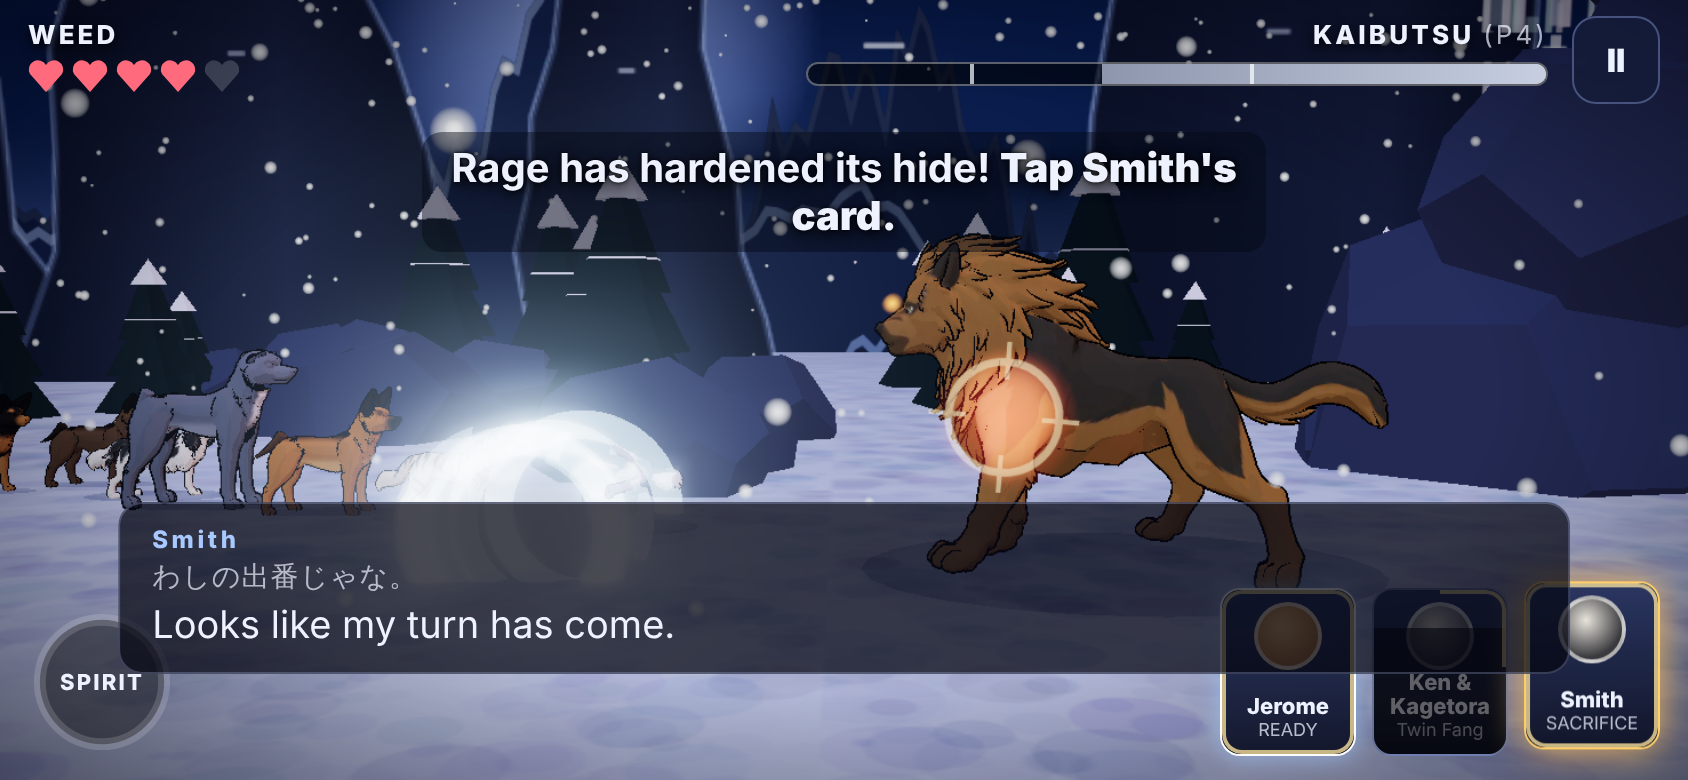 WEED
KAIBUTSU (P4)
Rage has hardened its hide! Tap Smith's
card.
Smith
わしの出番じゃな。
Looks like my turn has come.
SPIRIT
Jerome
READY
Ken &
Kagetora
Twin Fang
Smith
SACRIFICE